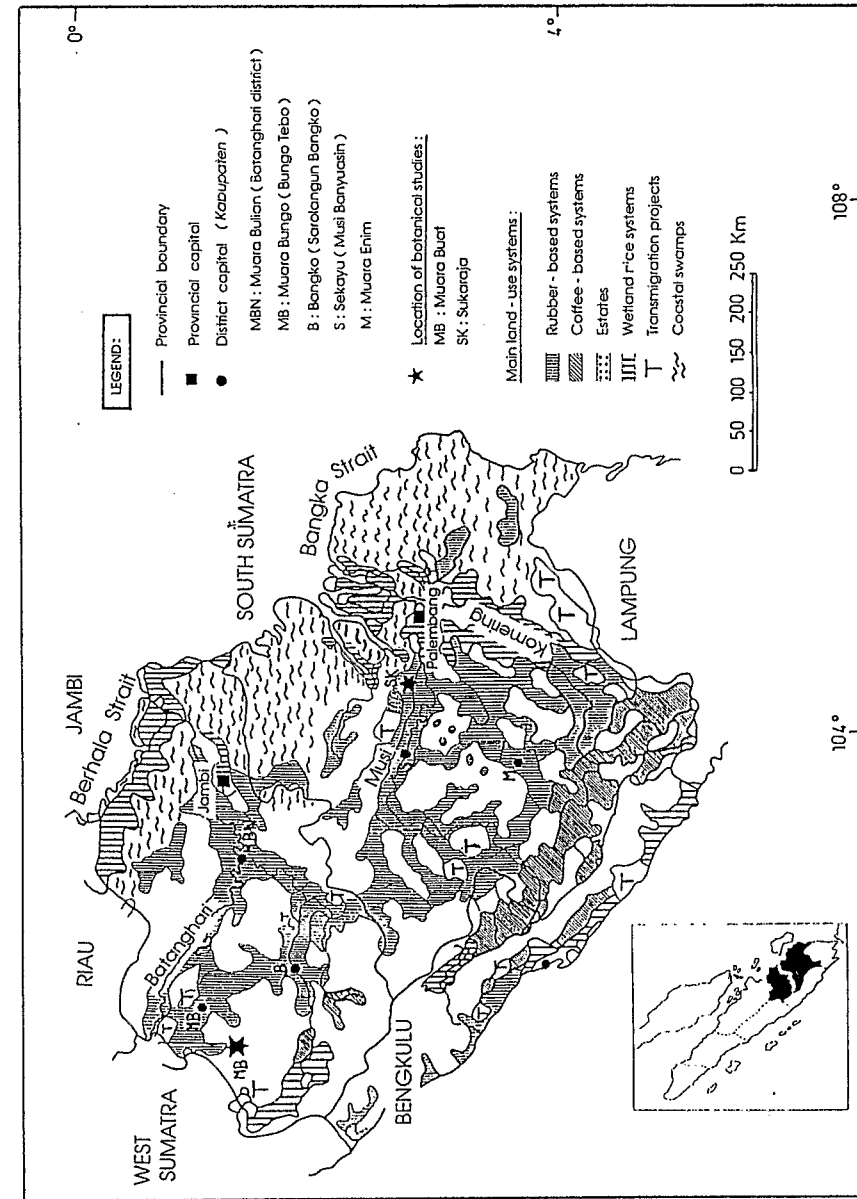 0°
4°
104°
108°
LEGEND:
Provincial boundary
Provincial capital
District capital ( Kabupaten )
MBN : Muara Bulian ( Batanghari district )
MB : Muara Bungo ( Bungo Tebo )
B : Bangko ( Sarolangun Bangko )
S : Sekayu ( Musi Banyuasin )
M : Muara Enim
Location of botanical studies :
MB : Muara Buat
SK : Sukaraja
Main land - use systems :
Rubber - based systems
Coffee - based systems
Estates
Wetland rice systems
T Transmigration projects
Coastal swamps
0 50 100 150 200 250 Km
RIAU
JAMBI
Berhala Strait
WEST
SUMATRA
SOUTH SUMATRA
Bangka Strait
BENGKULU
LAMPUNG
Batanghari
Jambi
MB
MB
B
Musi
SK
Palembang
Komering
M
T
T
T
T
T
T
T
T
T
T
T